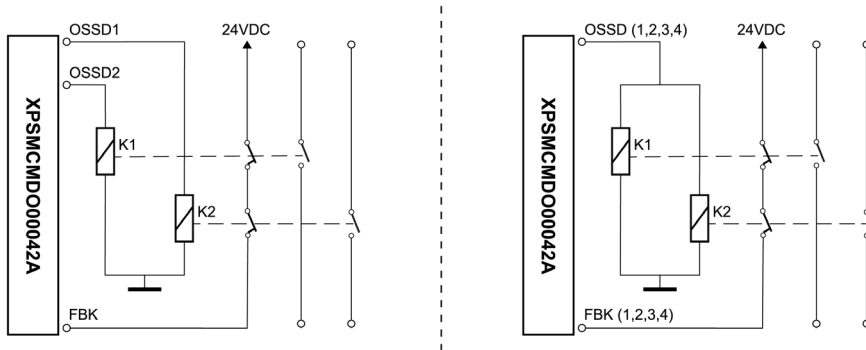 OSSD1
24VDC
OSSD2
XPSMCMDO00042A
K1
K2
FBK
OSSD (1,2,3,4)
24VDC
XPSMCMDO00042A
K1
K2
FBK (1,2,3,4)